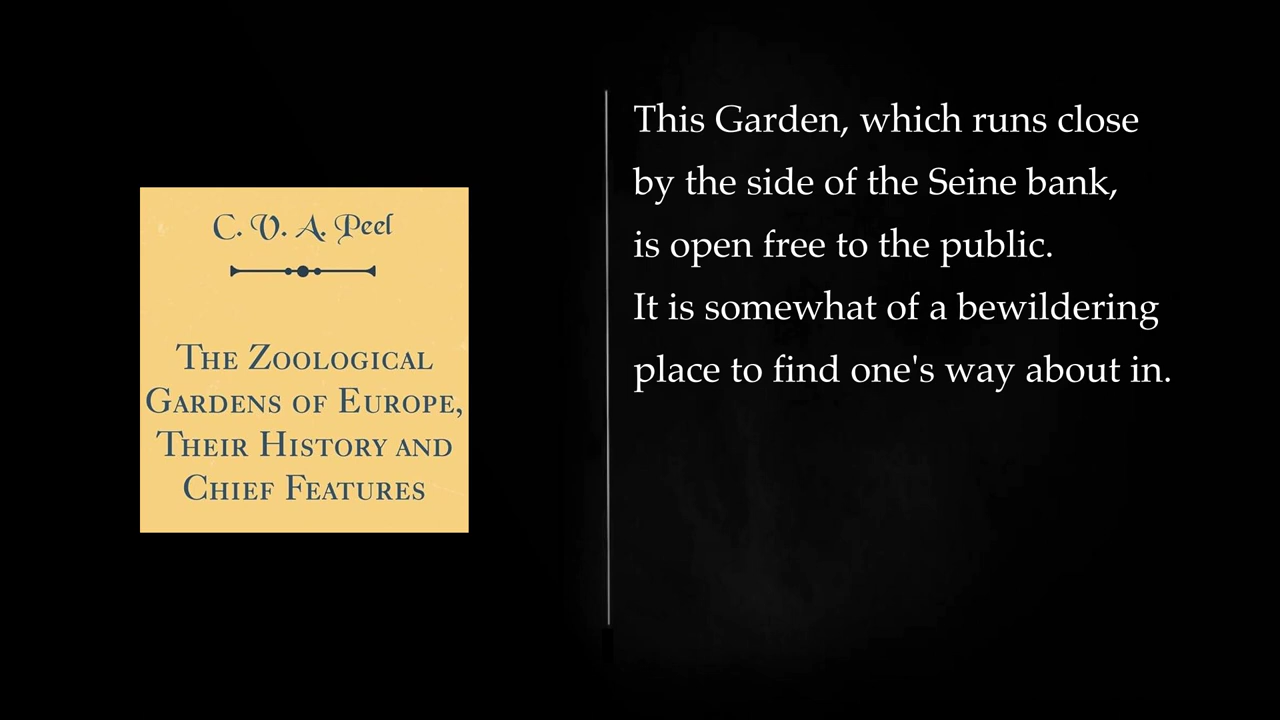 C. V. A. Peel
The Zoological
Gardens of Europe,
Their History and
Chief Features
This Garden, which runs close
by the side of the Seine bank,
is open free to the public.
It is somewhat of a bewildering
place to find one's way about in.